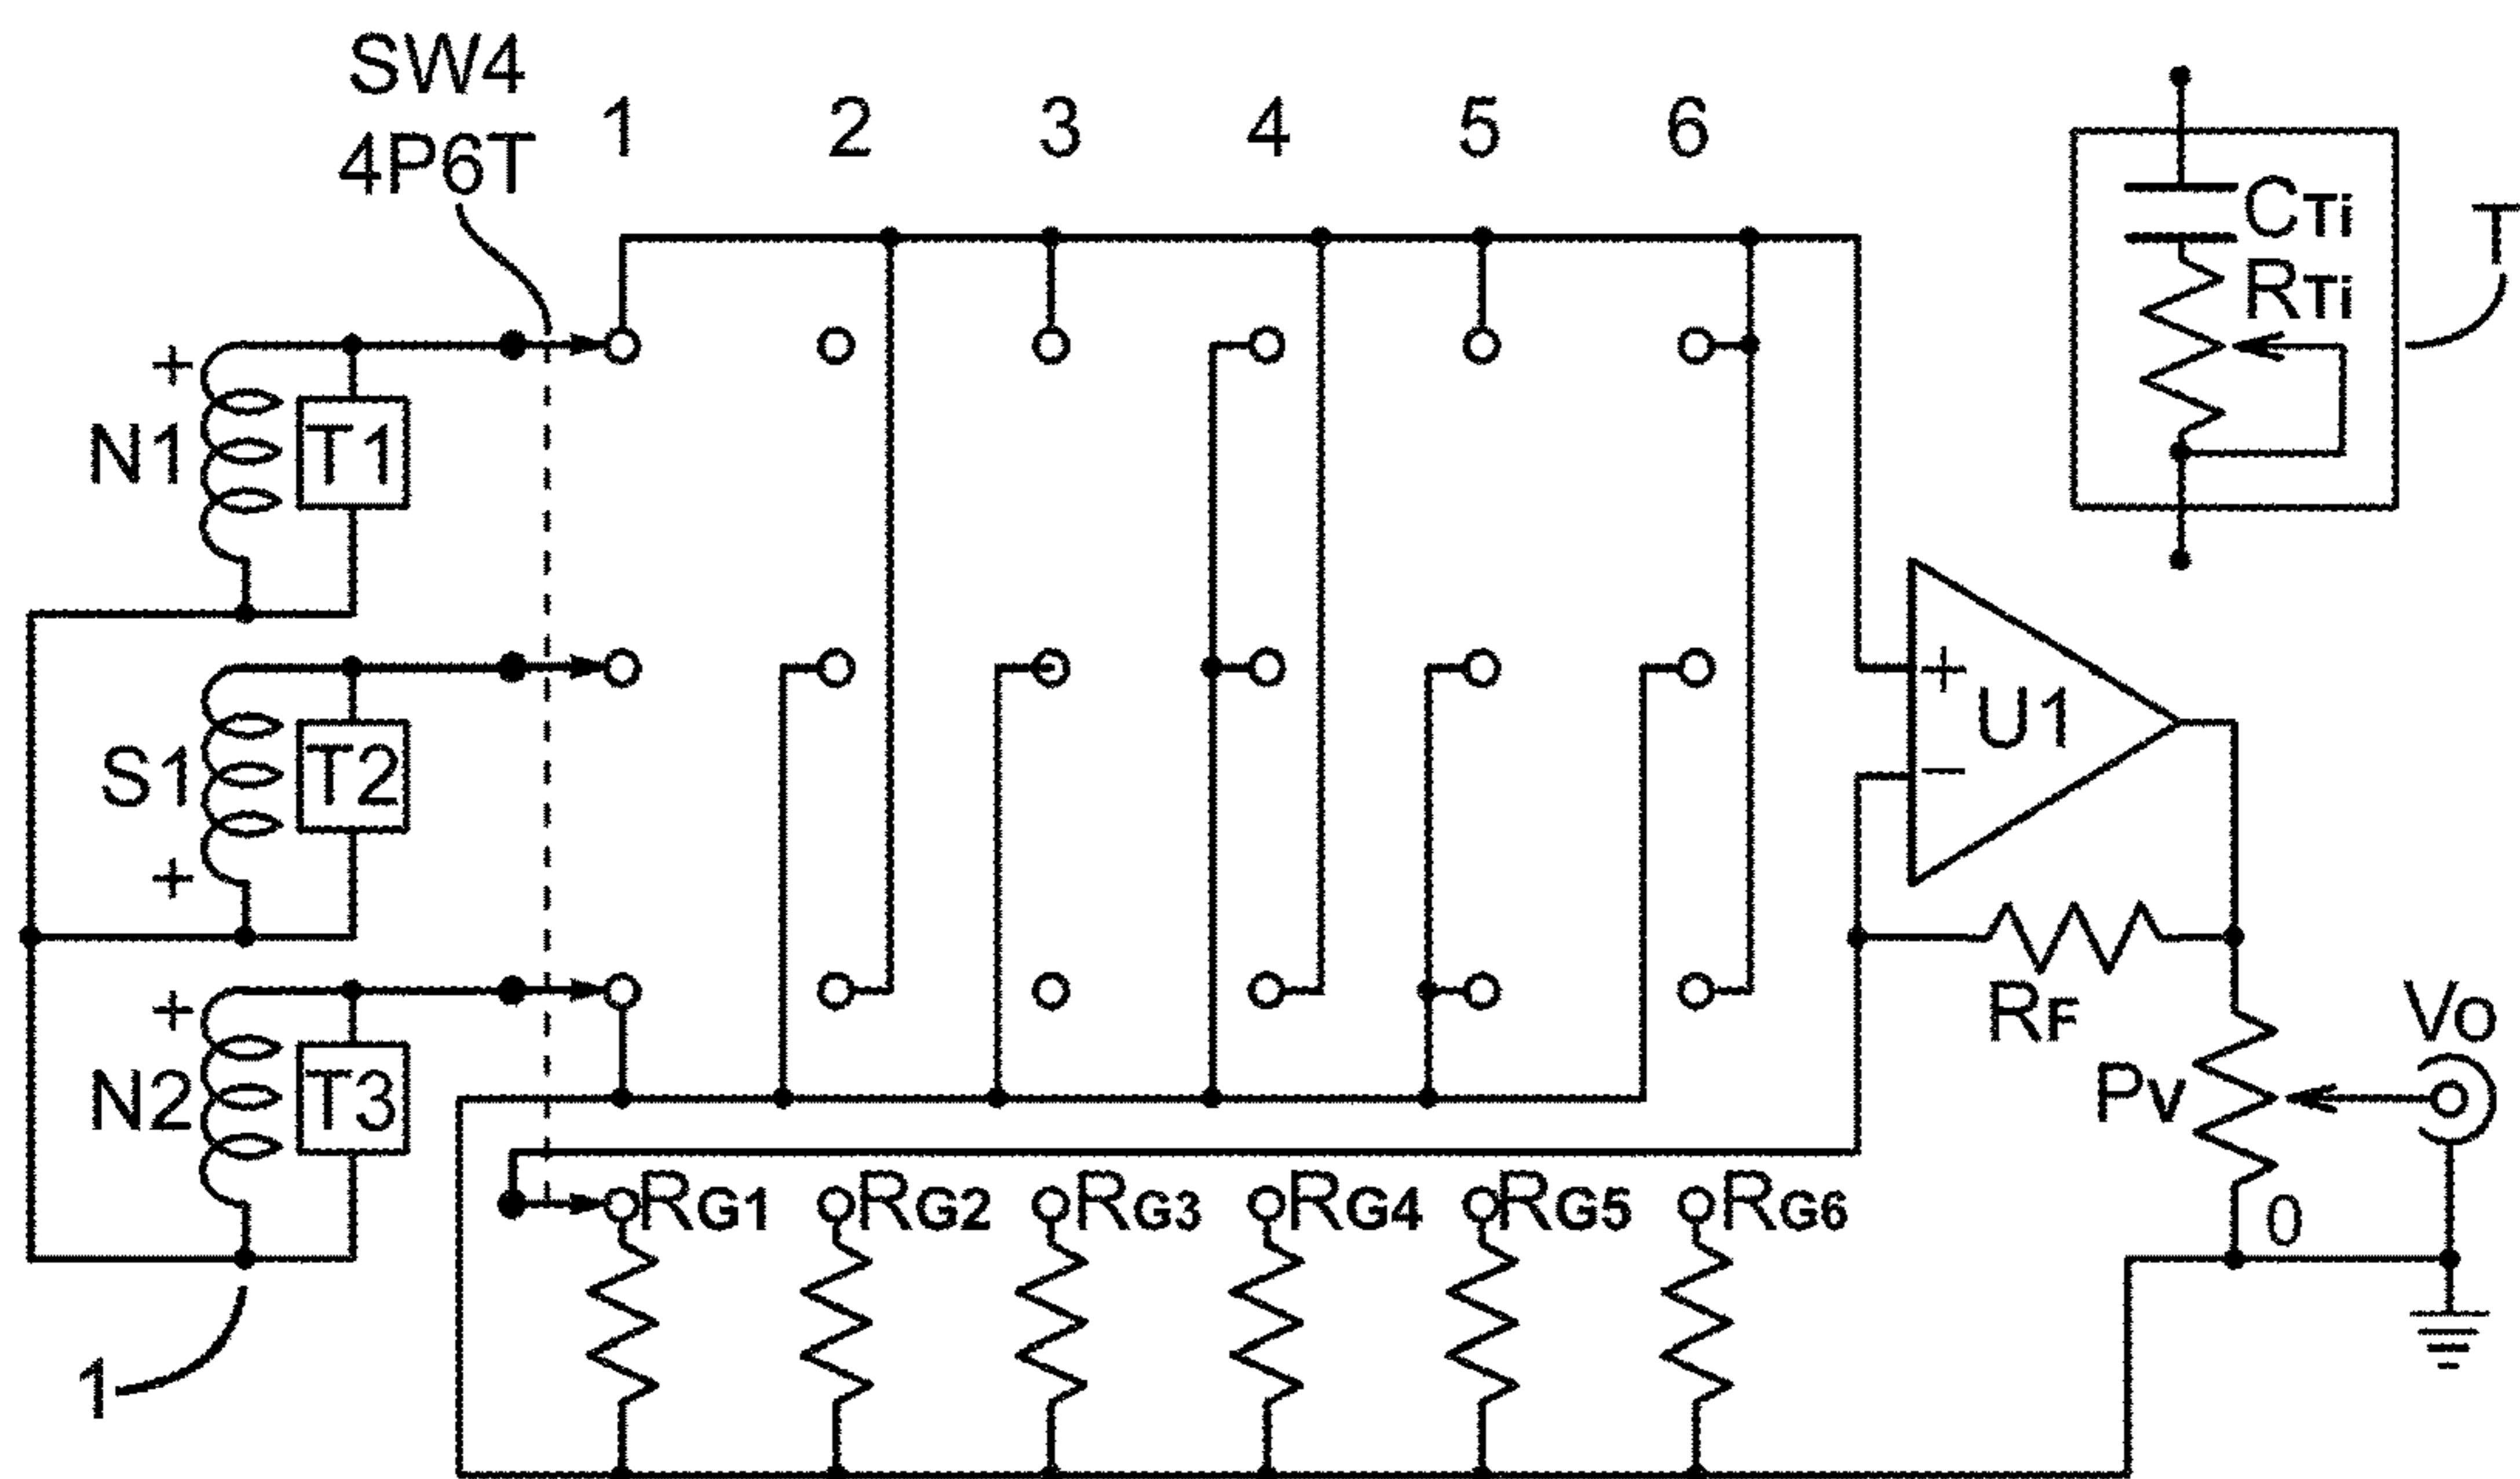 SW4
4P6T
1 2 3 4 5 6
CTi
RTi
T
+
N1
T1
S1
T2
+
+
N2
T3
+
U1
−
RF
Vo
Pv
0
RG1 RG2 RG3 RG4 RG5 RG6
1